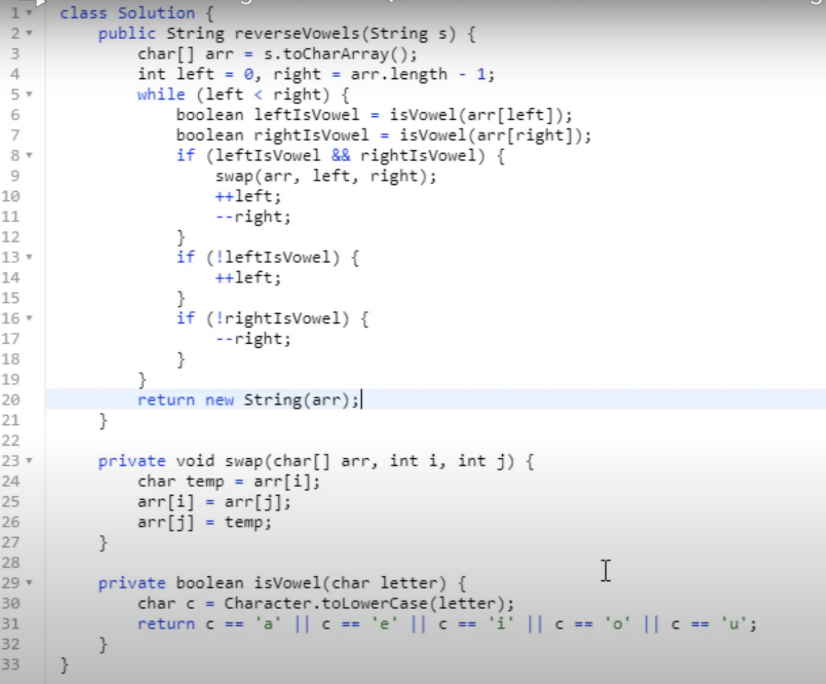 1 class Solution {
2     public String reverseVowels(String s) {
3         char[] arr = s.toCharArray();
4         int left = 0, right = arr.length - 1;
5         while (left < right) {
6             boolean leftIsVowel = isVowel(arr[left]);
7             boolean rightIsVowel = isVowel(arr[right]);
8             if (leftIsVowel && rightIsVowel) {
9                 swap(arr, left, right);
10                 ++left;
11                 --right;
12             }
13             if (!leftIsVowel) {
14                 ++left;
15             }
16             if (!rightIsVowel) {
17                 --right;
18             }
19         }
20         return new String(arr);
21     }
22
23     private void swap(char[] arr, int i, int j) {
24         char temp = arr[i];
25         arr[i] = arr[j];
26         arr[j] = temp;
27     }
28
29     private boolean isVowel(char letter) {
30         char c = Character.toLowerCase(letter);
31         return c == 'a' || c == 'e' || c == 'i' || c == 'o' || c == 'u';
32     }
33 }